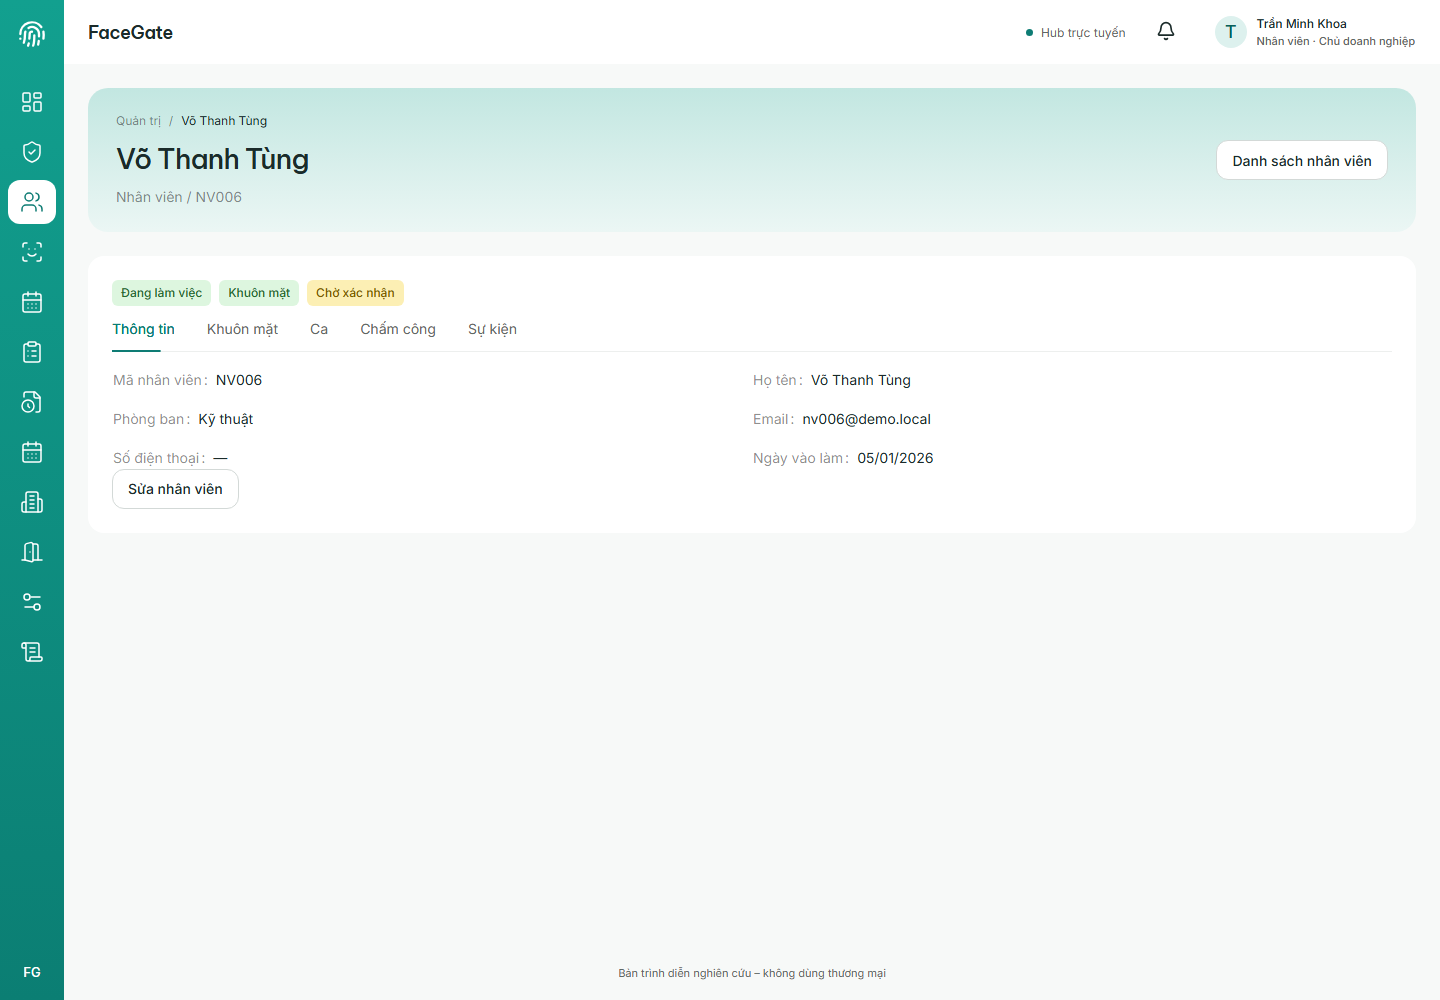 FaceGate
Hub trực tuyến
T
Trần Minh Khoa
Nhân viên · Chủ doanh nghiệp
Quản trị / Võ Thanh Tùng
Võ Thanh Tùng
Nhân viên / NV006
Danh sách nhân viên
Đang làm việc Khuôn mặt Chờ xác nhận
Thông tin Khuôn mặt Ca Chấm công Sự kiện
Mã nhân viên: NV006
Họ tên: Võ Thanh Tùng
Phòng ban: Kỹ thuật
Email: nv006@demo.local
Số điện thoại: —
Ngày vào làm: 05/01/2026
Sửa nhân viên
FG
Bản trình diễn nghiên cứu – không dùng thương mại